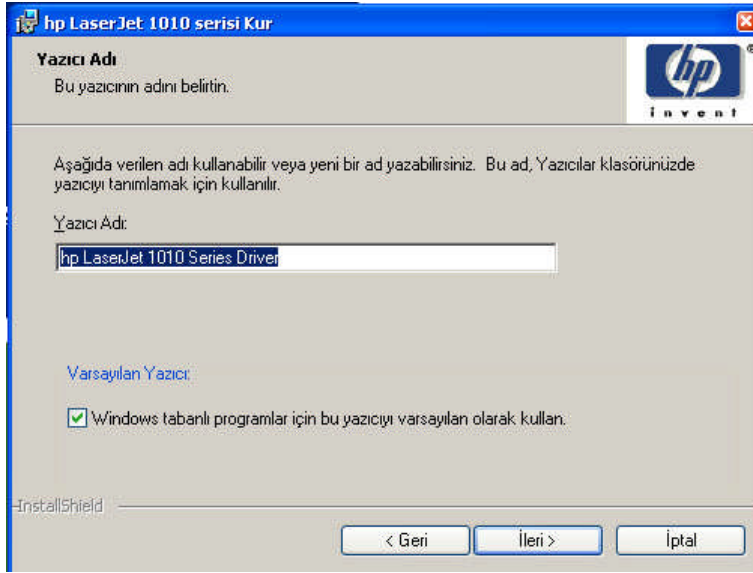 hp LaserJet 1010 serisi Kur
Yazıcı Adı
Bu yazıcının adını belirtin.
hp
invent
Aşağıda verilen adı kullanabilir veya yeni bir ad yazabilirsiniz. Bu ad, Yazıcılar klasörünüzde
yazıcıyı tanımlamak için kullanılır.
Yazıcı Adı:
hp LaserJet 1010 Series Driver
Varsayılan Yazıcı:
Windows tabanlı programlar için bu yazıcıyı varsayılan olarak kullan.
InstallShield
< Geri
İleri >
İptal